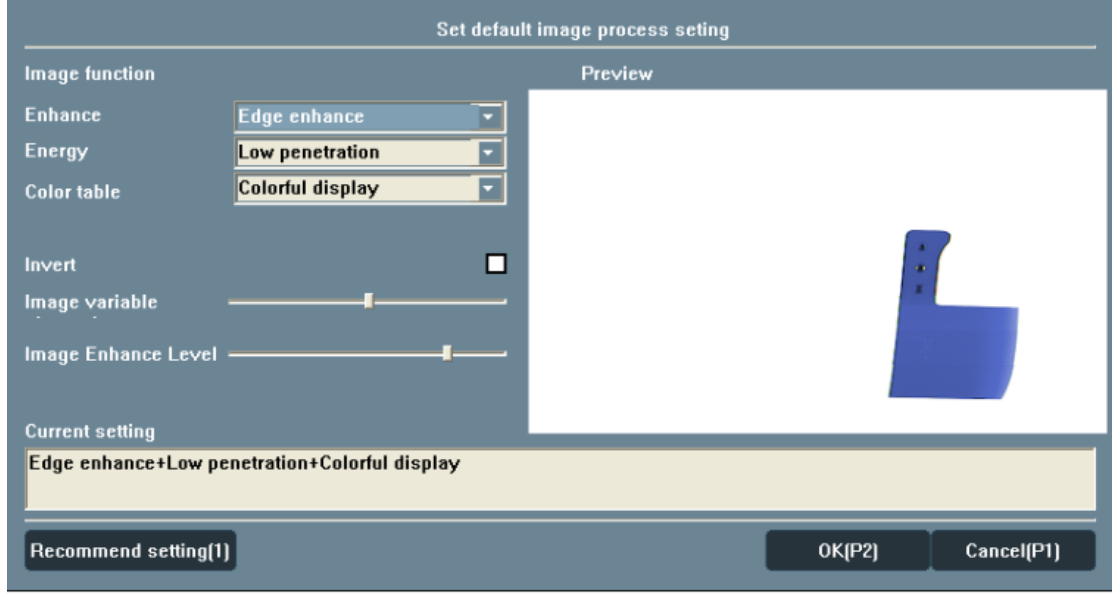 Set default image process seting
Image function
Preview
Enhance
Edge enhance
Energy
Low penetration
Color table
Colorful display
Invert
Image variable
Image Enhance Level
Current setting
Edge enhance+Low penetration+Colorful display
Recommend setting(1)
OK(P2)
Cancel(P1)